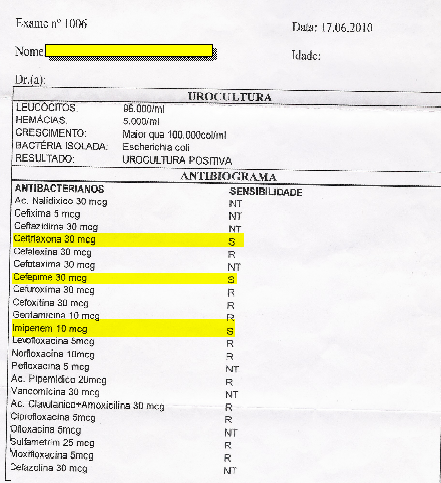 Exame nº 1006
Data: 17.06.2010
Nome
Idade:
Dr.(a):
UROCULTURA
LEUCÓCITOS: 95.000/ml
HEMÁCIAS: 5.000/ml
CRESCIMENTO: Maior que 100.000col/ml
BACTÉRIA ISOLADA: Escherichia coli
RESULTADO: UROCULTURA POSITIVA
ANTIBIOGRAMA
ANTIBACTERIANOS SENSIBILIDADE
Ac. Nalidixico 30 mcg NT
Cefixima 5 mcg NT
Ceftazidima 30 mcg NT
Ceftriaxona 30 mcg S
Cefalexina 30 mcg R
Cefotaxima 30 mcg NT
Cefepime 30 mcg S
Cefuroxima 30 mcg R
Cefoxitina 30 mcg R
Gentamicina 10 mcg R
Imipenem 10 mcg S
Levofloxacina 5mcg R
Norfloxacina 10mcg R
Pefloxacina 5 mcg NT
Ac. Pipemidico 20mcg R
Vancomicina 30 mcg NT
Ac. Clavulanico+Amoxicilina 30 mcg R
Ciprofloxacina 5mcg R
Ofloxacina 5mcg NT
Sulfametrim 25 mcg R
Moxifloxacina 5mcg R
Cefazolina 30 mcg NT